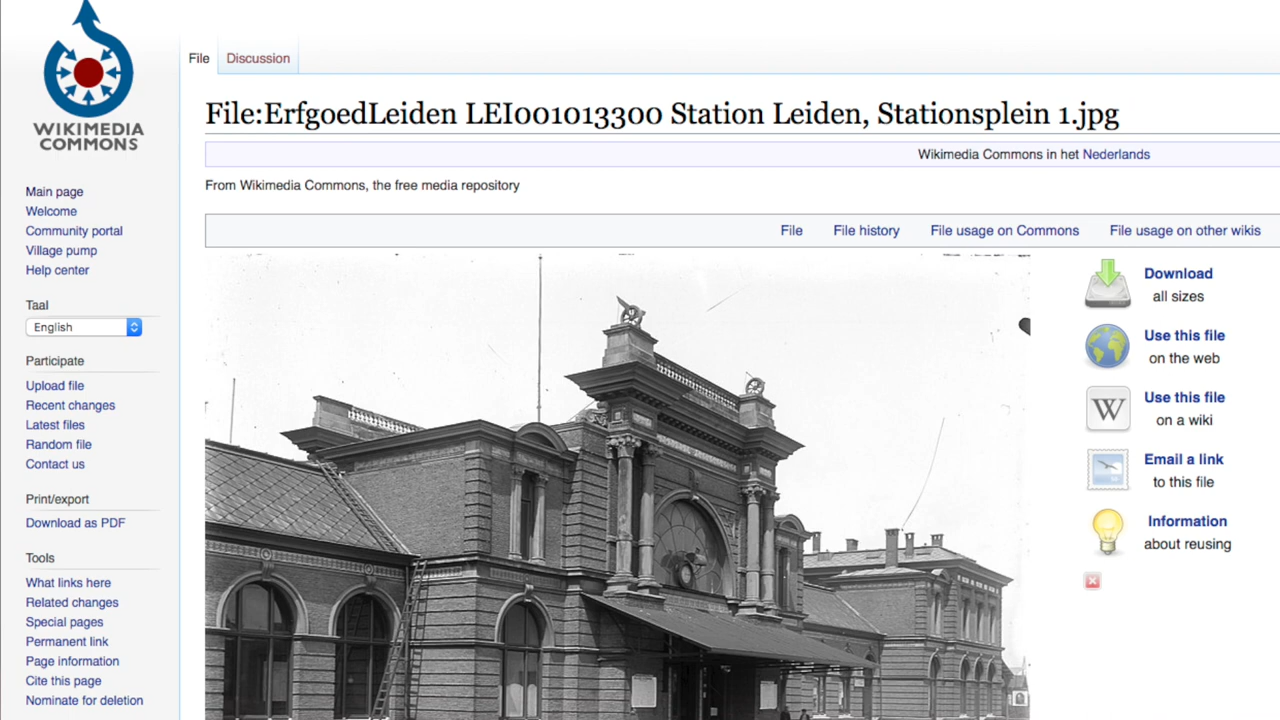 WIKIMEDIA
COMMONS
Main page
Welcome
Community portal
Village pump
Help center
Taal
English
Participate
Upload file
Recent changes
Latest files
Random file
Contact us
Print/export
Download as PDF
Tools
What links here
Related changes
Special pages
Permanent link
Page information
Cite this page
Nominate for deletion
File Discussion
File:ErfgoedLeiden LEI001013300 Station Leiden, Stationsplein 1.jpg
Wikimedia Commons in het Nederlands
From Wikimedia Commons, the free media repository
File File history File usage on Commons File usage on other wikis
Download
all sizes
Use this file
on the web
W
Use this file
on a wiki
Email a link
to this file
Information
about reusing